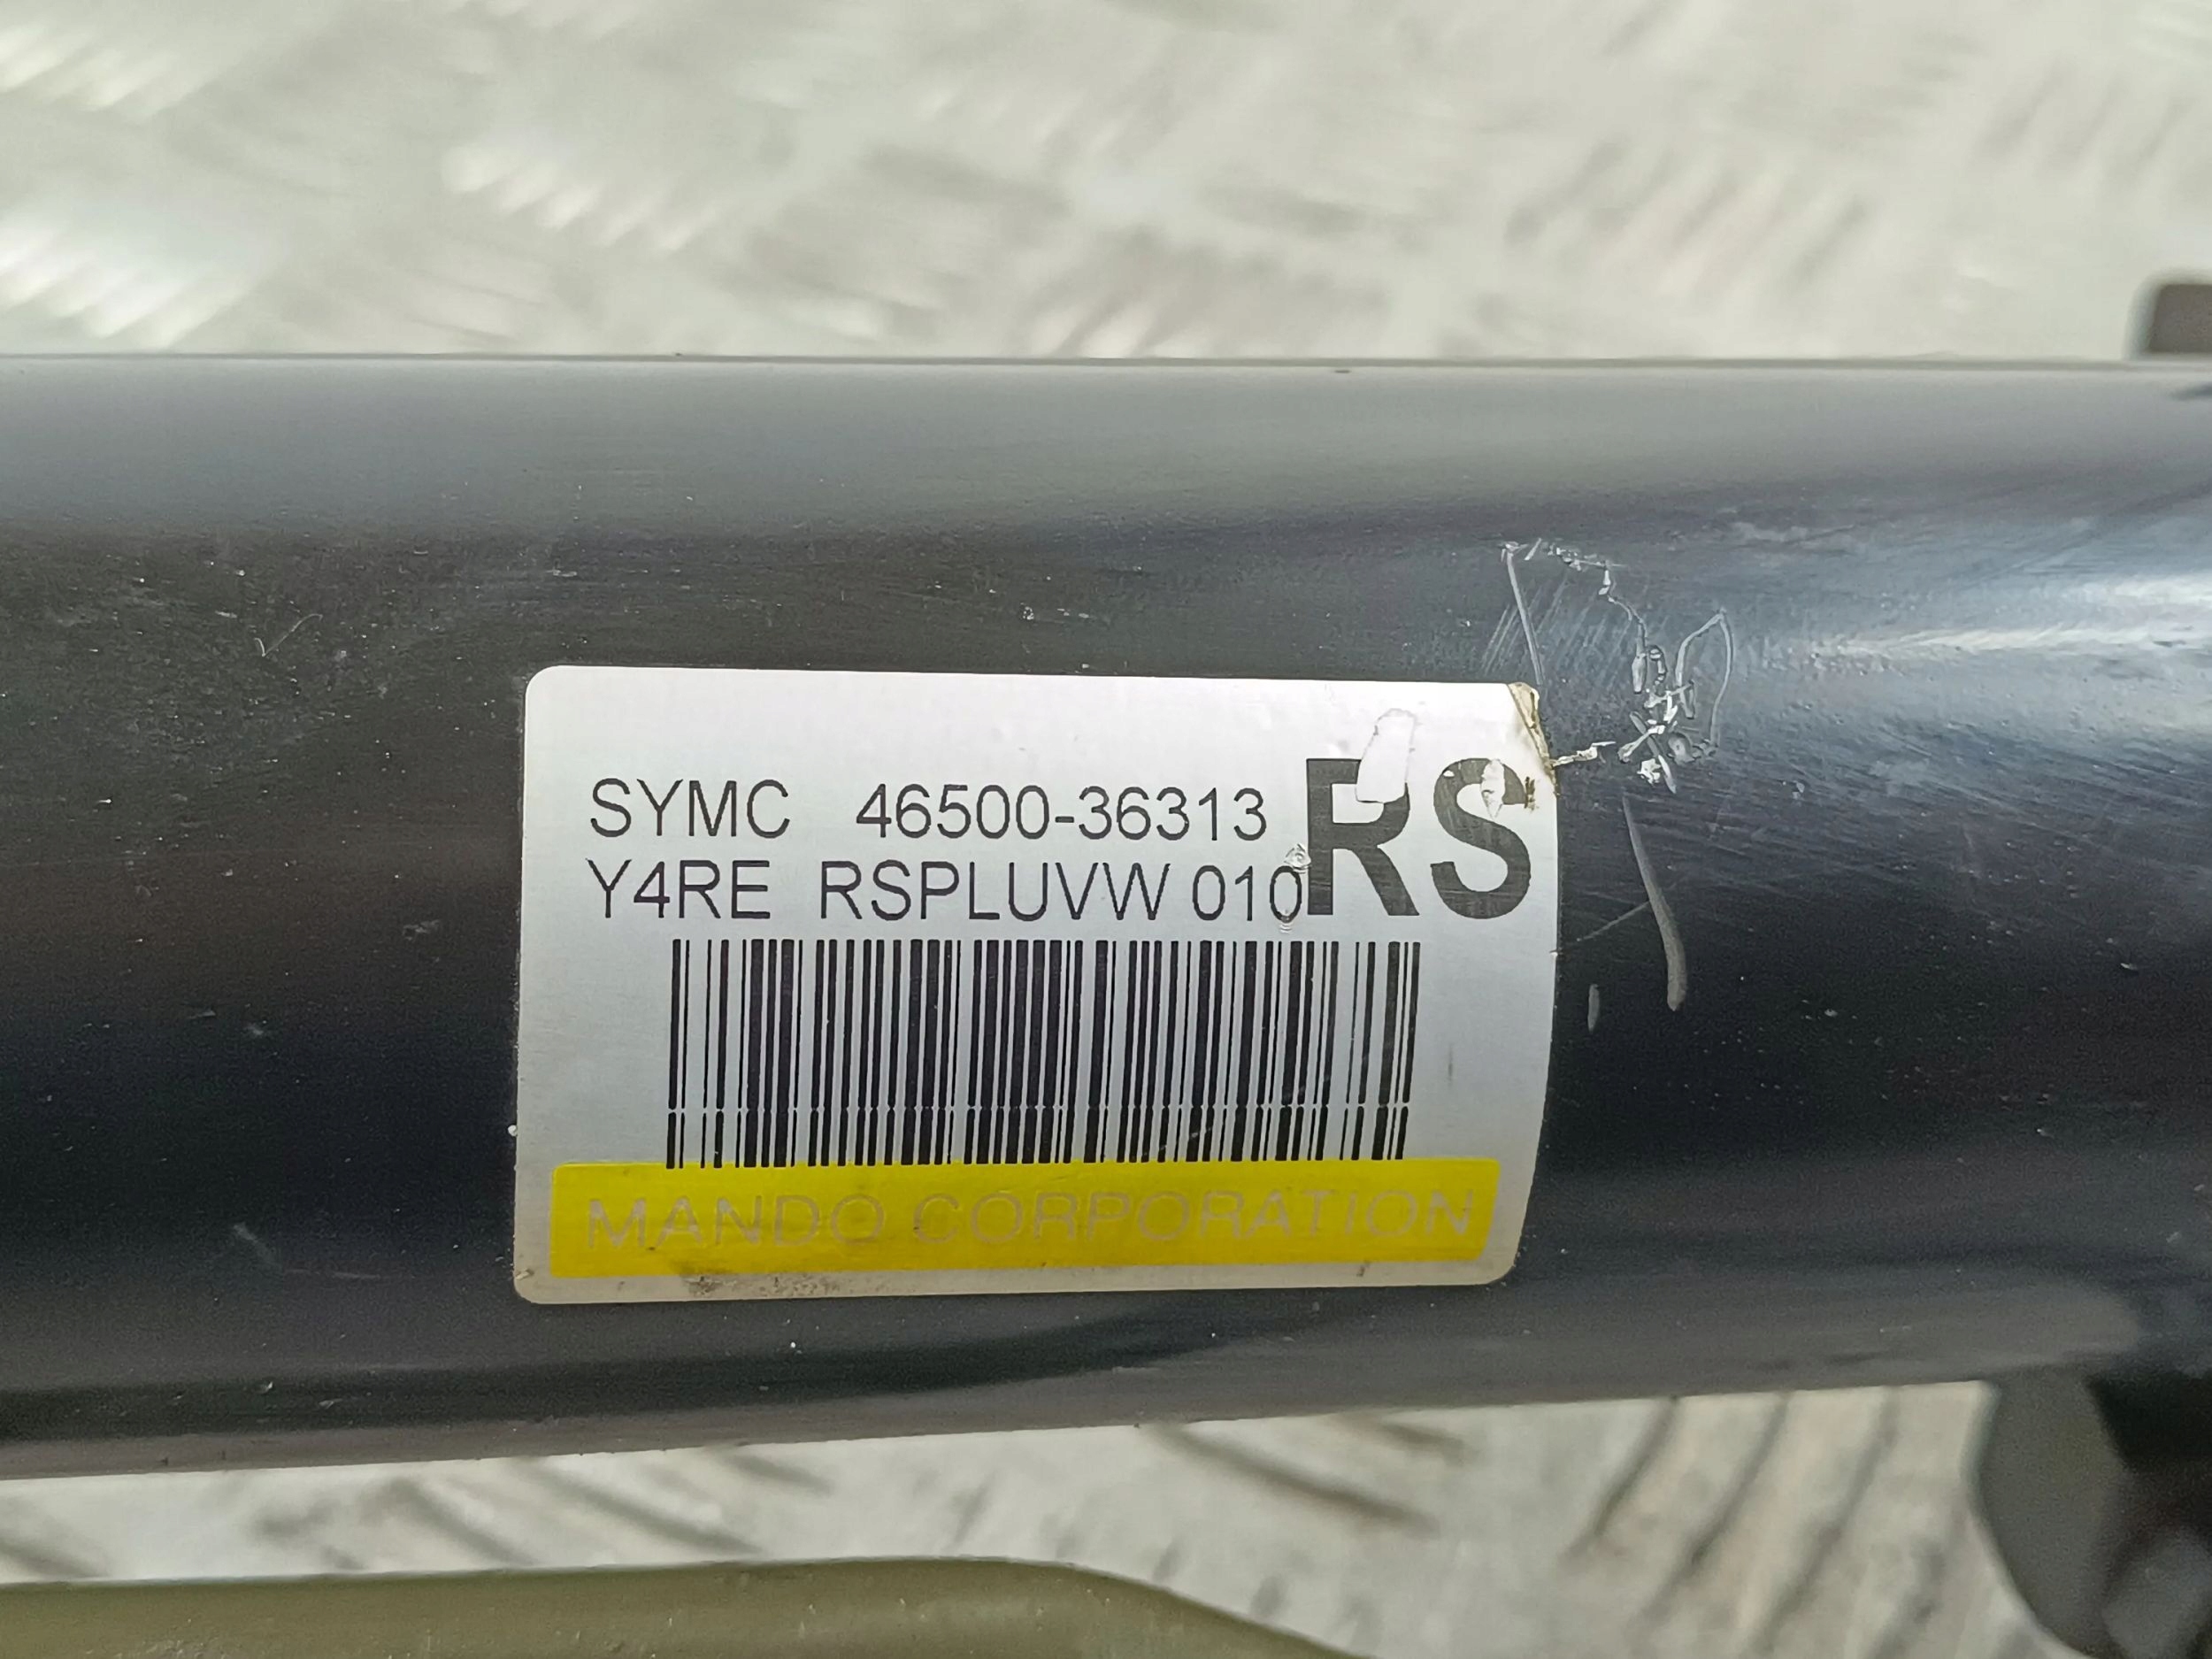 SYMC 46500-36313 RS
Y4RE RSPLUVW 010
MANDO CORPORATION